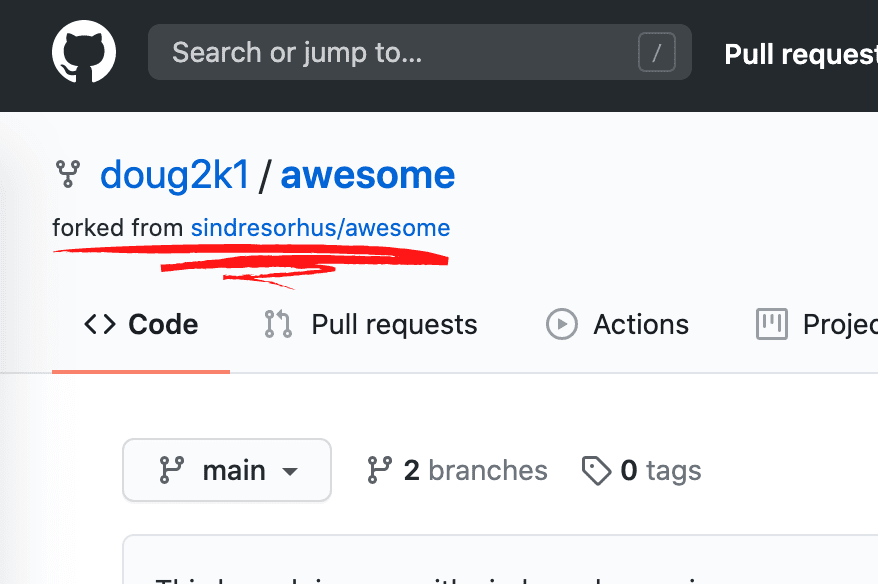 Search or jump to... /
Pull request
doug2k1 / awesome
forked from sindresorhus/awesome
Code Pull requests Actions Projec
main 2 branches 0 tags